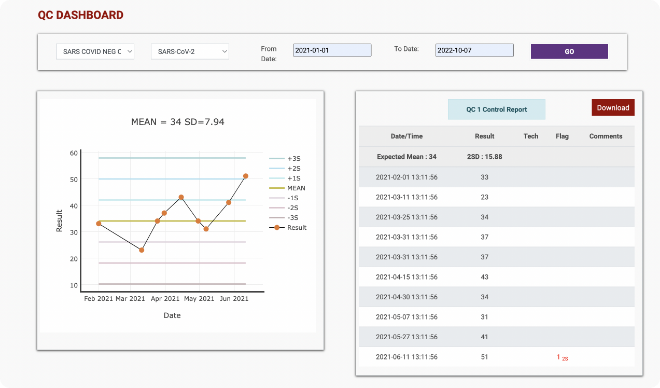 QC DASHBOARD
SARS COVID NEG C SARS-CoV-2 From Date: 2021-01-01 To Date: 2022-10-07 GO
MEAN = 34 SD=7.94
60
50
40
30
20
10
Result
Feb 2021 Mar 2021 Apr 2021 May 2021 Jun 2021
Date
+3S
+2S
+1S
MEAN
-1S
-2S
-3S
Result
QC 1 Control Report Download
Date/Time Result Tech Flag Comments
Expected Mean : 34 2SD : 15.88
2021-02-01 13:11:56 33
2021-03-11 13:11:56 23
2021-03-25 13:11:56 34
2021-03-31 13:11:56 37
2021-03-31 13:11:56 37
2021-04-15 13:11:56 43
2021-04-30 13:11:56 34
2021-05-07 13:11:56 31
2021-05-27 13:11:56 41
2021-06-11 13:11:56 51 1 2S